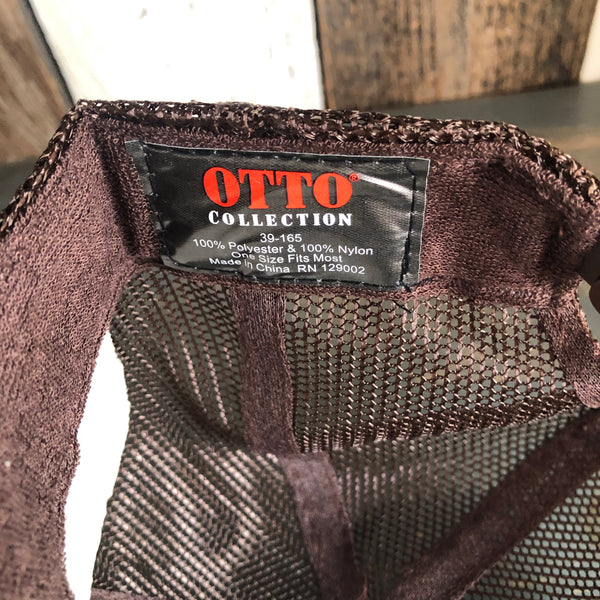 OTTO®
COLLECTION
39-165
100% Polyester & 100% Nylon
One Size Fits Most
Made In China RN 129002